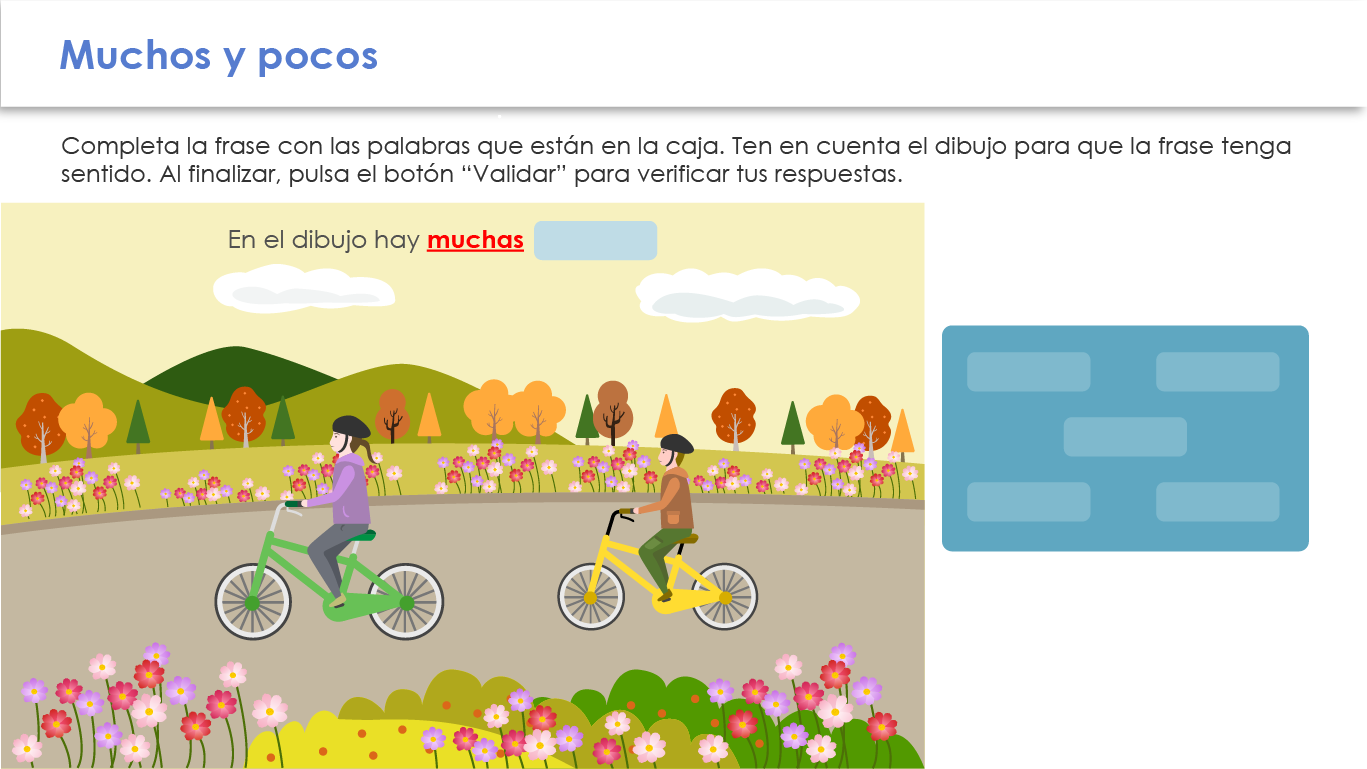 Muchos y pocos
Completa la frase con las palabras que están en la caja. Ten en cuenta el dibujo para que la frase tenga
sentido. Al finalizar, pulsa el botón “Validar” para verificar tus respuestas.
En el dibujo hay muchas